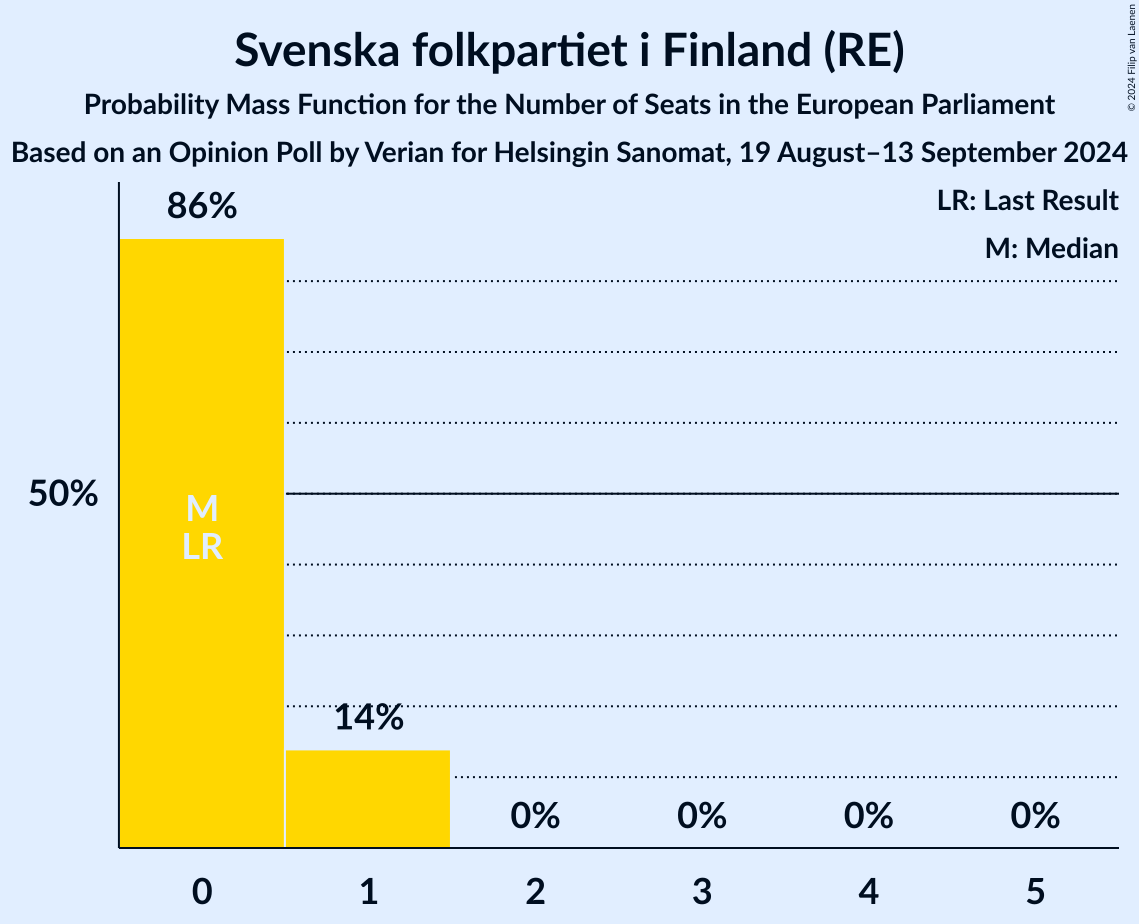 Svenska folkpartiet i Finland (RE)
Probability Mass Function for the Number of Seats in the European Parliament
Based on an Opinion Poll by Verian for Helsingin Sanomat, 19 August–13 September 2024
© 2024 Filip van Laenen
LR: Last Result
M: Median
86%
50%
M
LR
14%
0%
0%
0%
0%
0
1
2
3
4
5